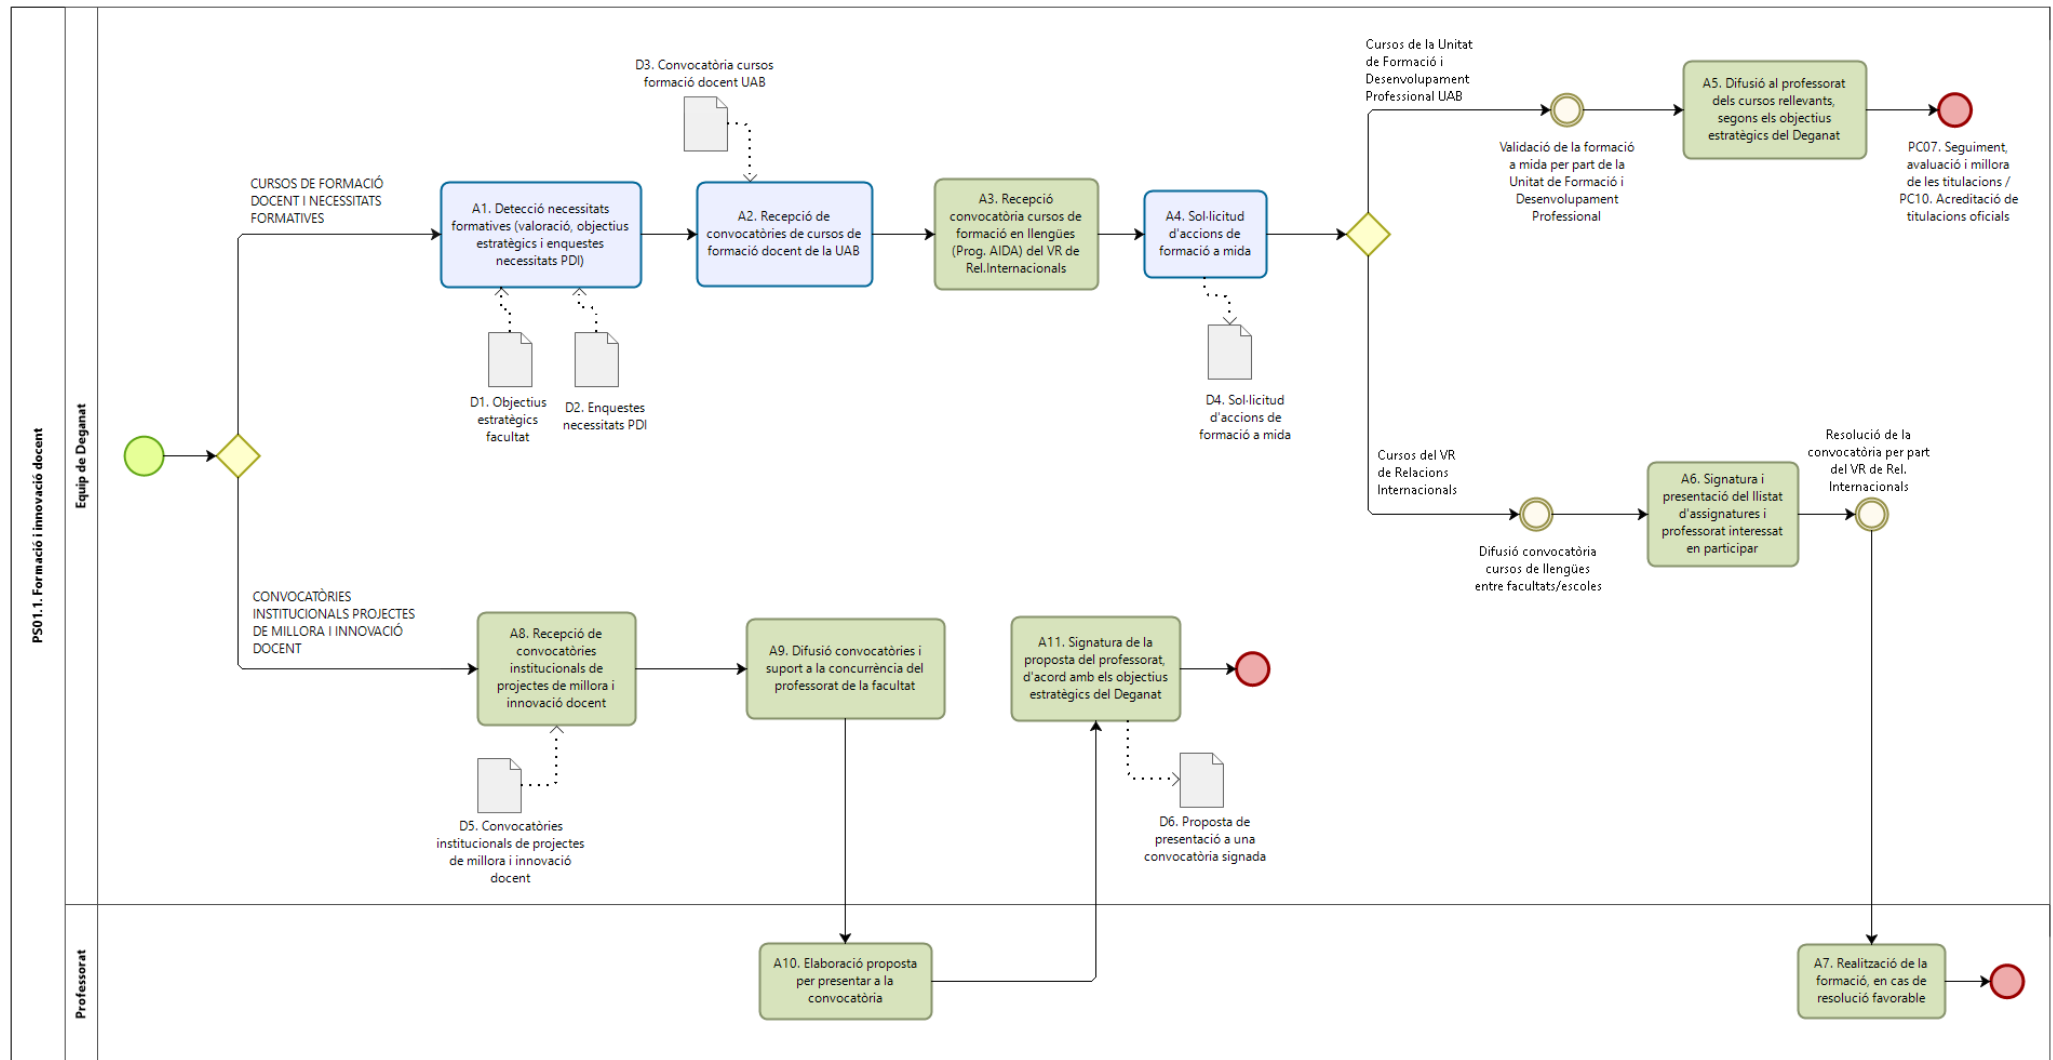 PS01.1. Formació i innovació docent
Equip de Deganat
Professorat
CURSOS DE FORMACIÓ
DOCENT I NECESSITATS
FORMATIVES
A1. Detecció necessitats
formatives (valoració, objectius
estratègics i enquestes
necessitats PDI)
D1. Objectius
estratègics
facultat
D2. Enquestes
necessitats PDI
D3. Convocatòria cursos
formació docent UAB
A2. Recepció de
convocatòries de cursos de
formació docent de la UAB
A3. Recepció
convocatòria cursos de
formació en llengües
(Prog. AIDA) del VR de
Rel.Internacionals
A4. Sol·licitud
d'accions de
formació a mida
D4. Sol·licitud
d'accions de
formació a mida
Cursos de la Unitat
de Formació i
Desenvolupament
Professional UAB
Validació de la formació
a mida per part de la
Unitat de Formació i
Desenvolupament
Professional
A5. Difusió al professorat
dels cursos rellevants,
segons els objectius
estratègics del Deganat
PC07. Seguiment,
avaluació i millora
de les titulacions /
PC10. Acreditació de
titulacions oficials
Cursos del VR
de Relacions
Internacionals
Difusió convocatòria
cursos de llengües
entre facultats/escoles
A6. Signatura i
presentació del llistat
d'assignatures i
professorat interessat
en participar
Resolució de la
convocatòria per part
del VR de Rel.
Internacionals
A7. Realització de la
formació, en cas de
resolució favorable
CONVOCATÒRIES
INSTITUCIONALS PROJECTES
DE MILLORA I INNOVACIÓ
DOCENT
A8. Recepció de
convocatòries
institucionals de
projectes de millora i
innovació docent
D5. Convocatòries
institucionals de projectes
de millora i innovació
docent
A9. Difusió convocatòries i
suport a la concurrència del
professorat de la facultat
A10. Elaboració proposta
per presentar a la
convocatòria
A11. Signatura de la
proposta del professorat,
d'acord amb els objectius
estratègics del Deganat
D6. Proposta de
presentació a una
convocatòria signada